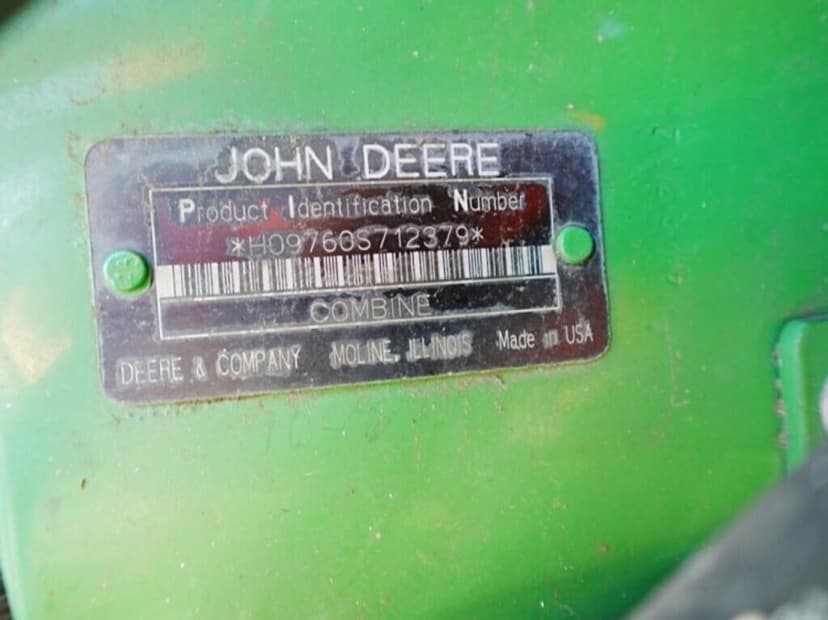 JOHN DEERE
Product Identification Number
*H09760S712379*
COMBINE
DEERE & COMPANY MOLINE, ILLINOIS Made in USA